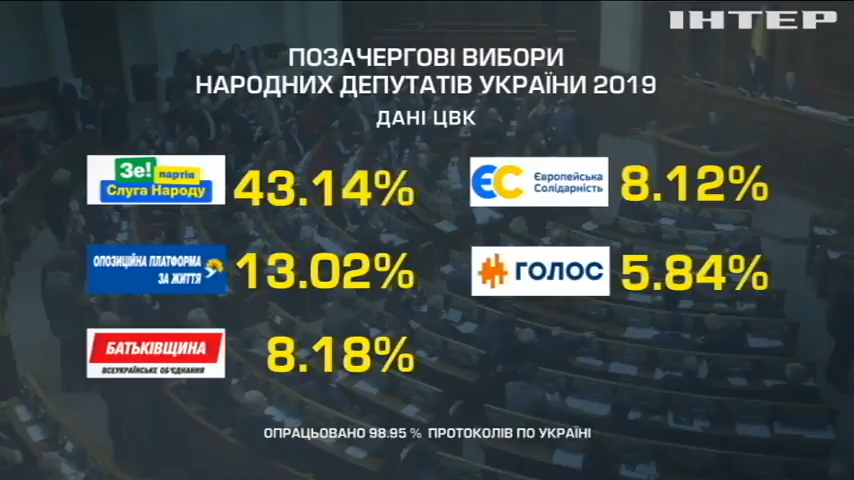 ІНТЕР
ПОЗАЧЕРГОВІ ВИБОРИ
НАРОДНИХ ДЕПУТАТІВ УКРАЇНИ 2019
ДАНІ ЦВК
Зе! партія
Слуга Народу
43.14%
ОПОЗИЦІЙНА ПЛАТФОРМА
ЗА ЖИТТЯ
13.02%
БАТЬКІВЩИНА
ВСЕУКРАЇНСЬКЕ ОБ'ЄДНАННЯ
8.18%
ЄС Європейська
Солідарність
8.12%
ГОЛОС
5.84%
ОПРАЦЬОВАНО 98.95 % ПРОТОКОЛІВ ПО УКРАЇНІ